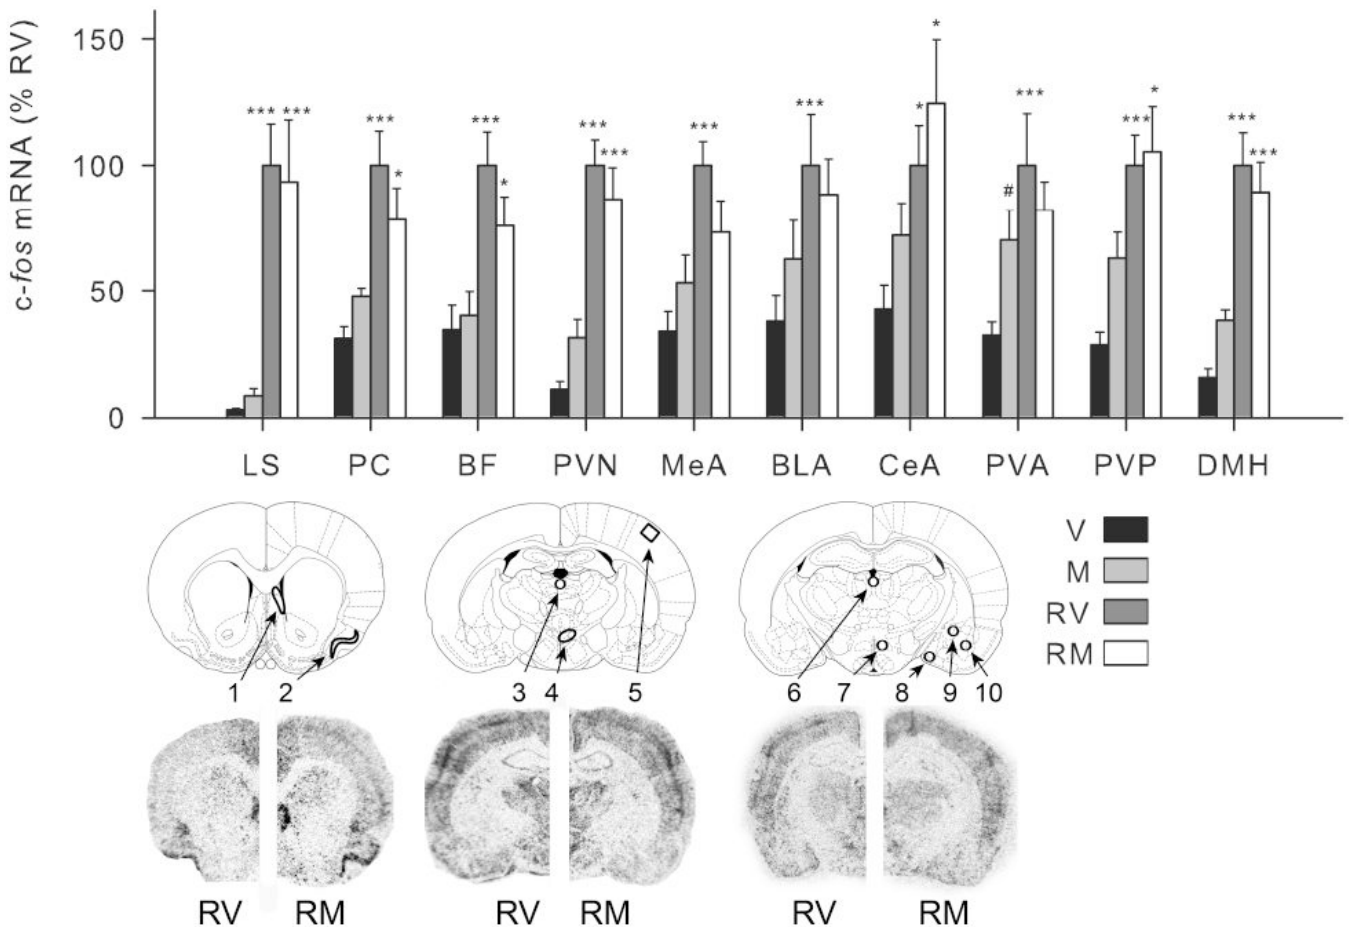 c-fos mRNA (% RV)
150
100
50
0
*** *** *** * *** * *** *** *** *** * * # *** *** * *** ***
LS PC BF PVN MeA BLA CeA PVA PVP DMH
V
M
RV
RM
1 2 3 4 5 6 7 8 9 10
RV RM RV RM RV RM